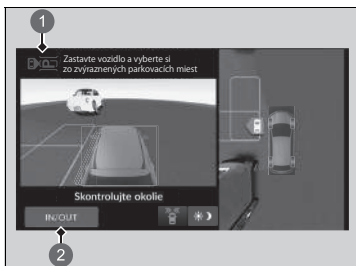 1
Zastavte vozidlo a vyberte si
zo zvýraznených parkovacích miest
Skontrolujte okolie
IN/OUT
2